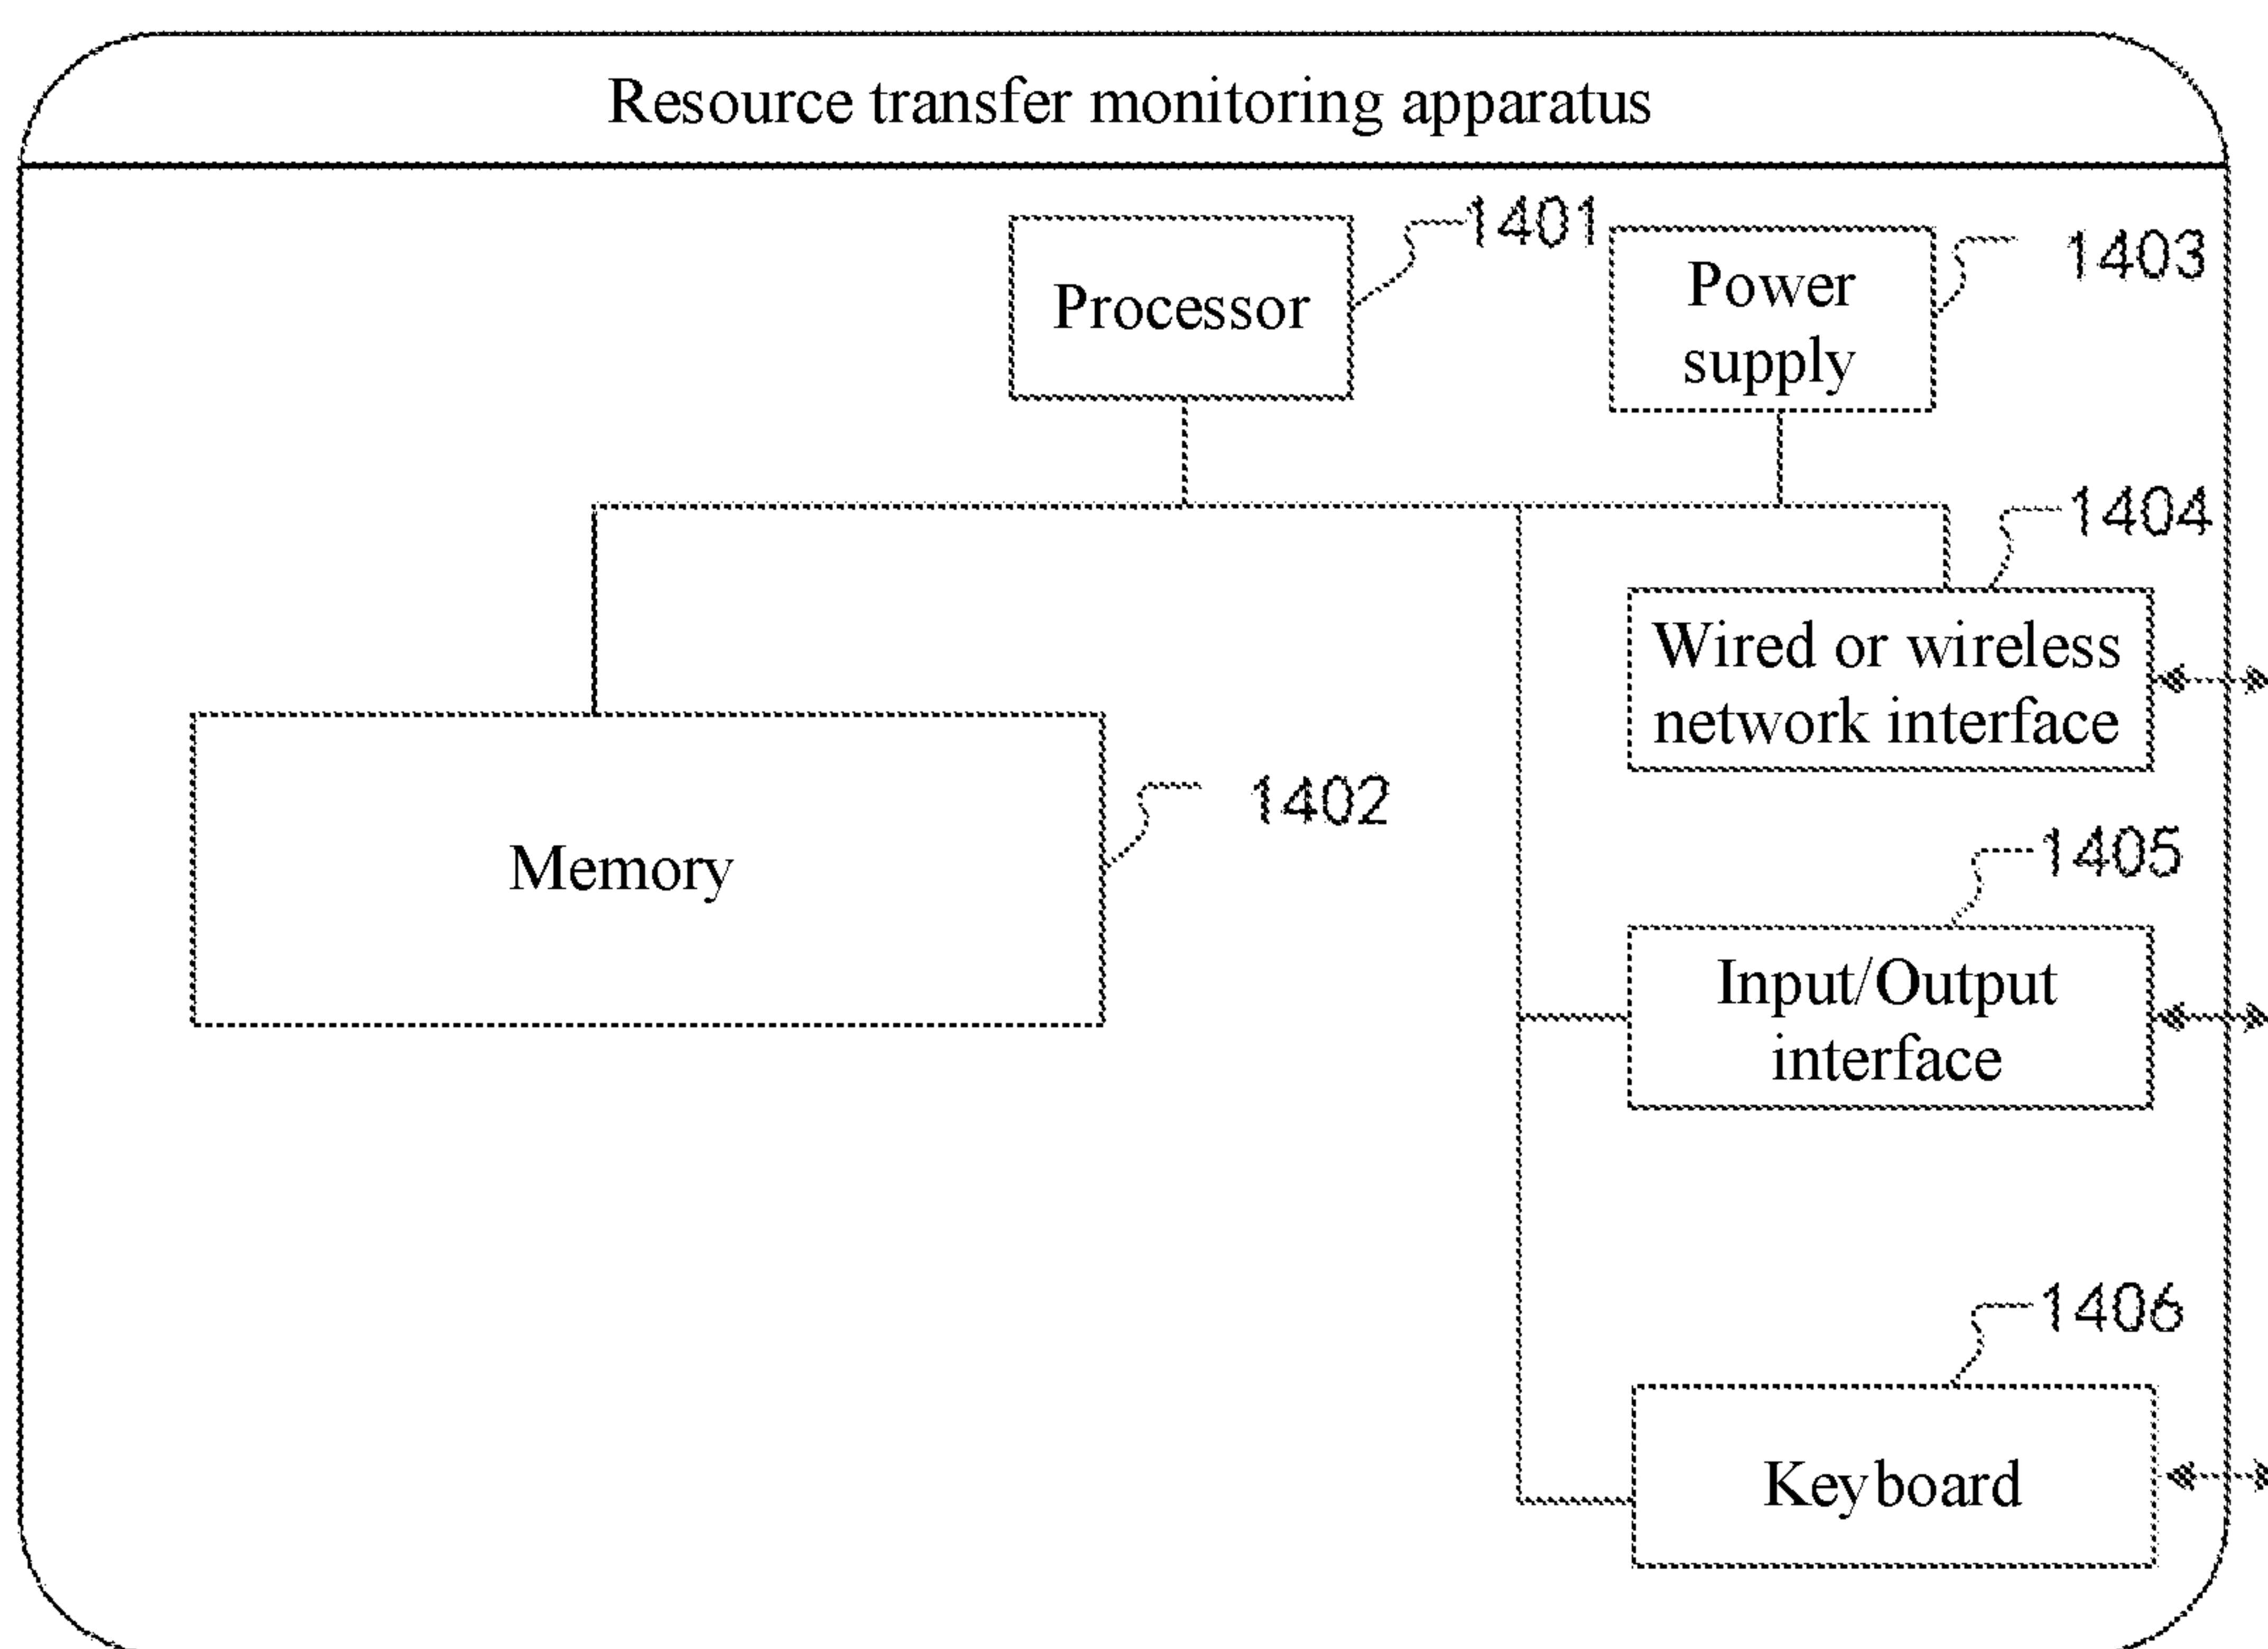 Resource transfer monitoring apparatus
1401
Processor
1403
Power
supply
1404
Wired or wireless
network interface
1402
Memory
1405
Input/Output
interface
1406
Keyboard